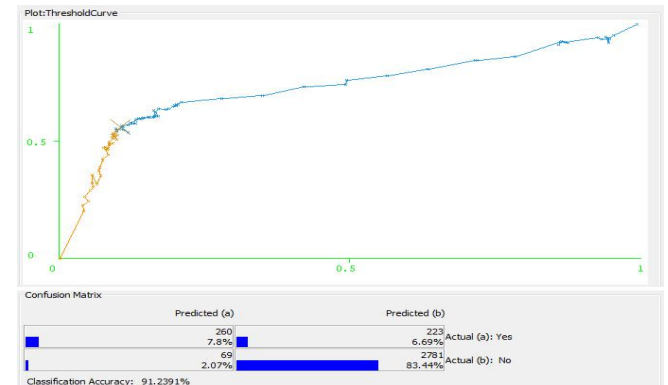 Plot:ThresholdCurve
1
0.5
0
0
0.5
1
Confusion Matrix
Predicted (a) Predicted (b)
260 223
7.8% 6.69% Actual (a): Yes
69 2781
2.07% 83.44% Actual (b): No
Classification Accuracy: 91.2391%